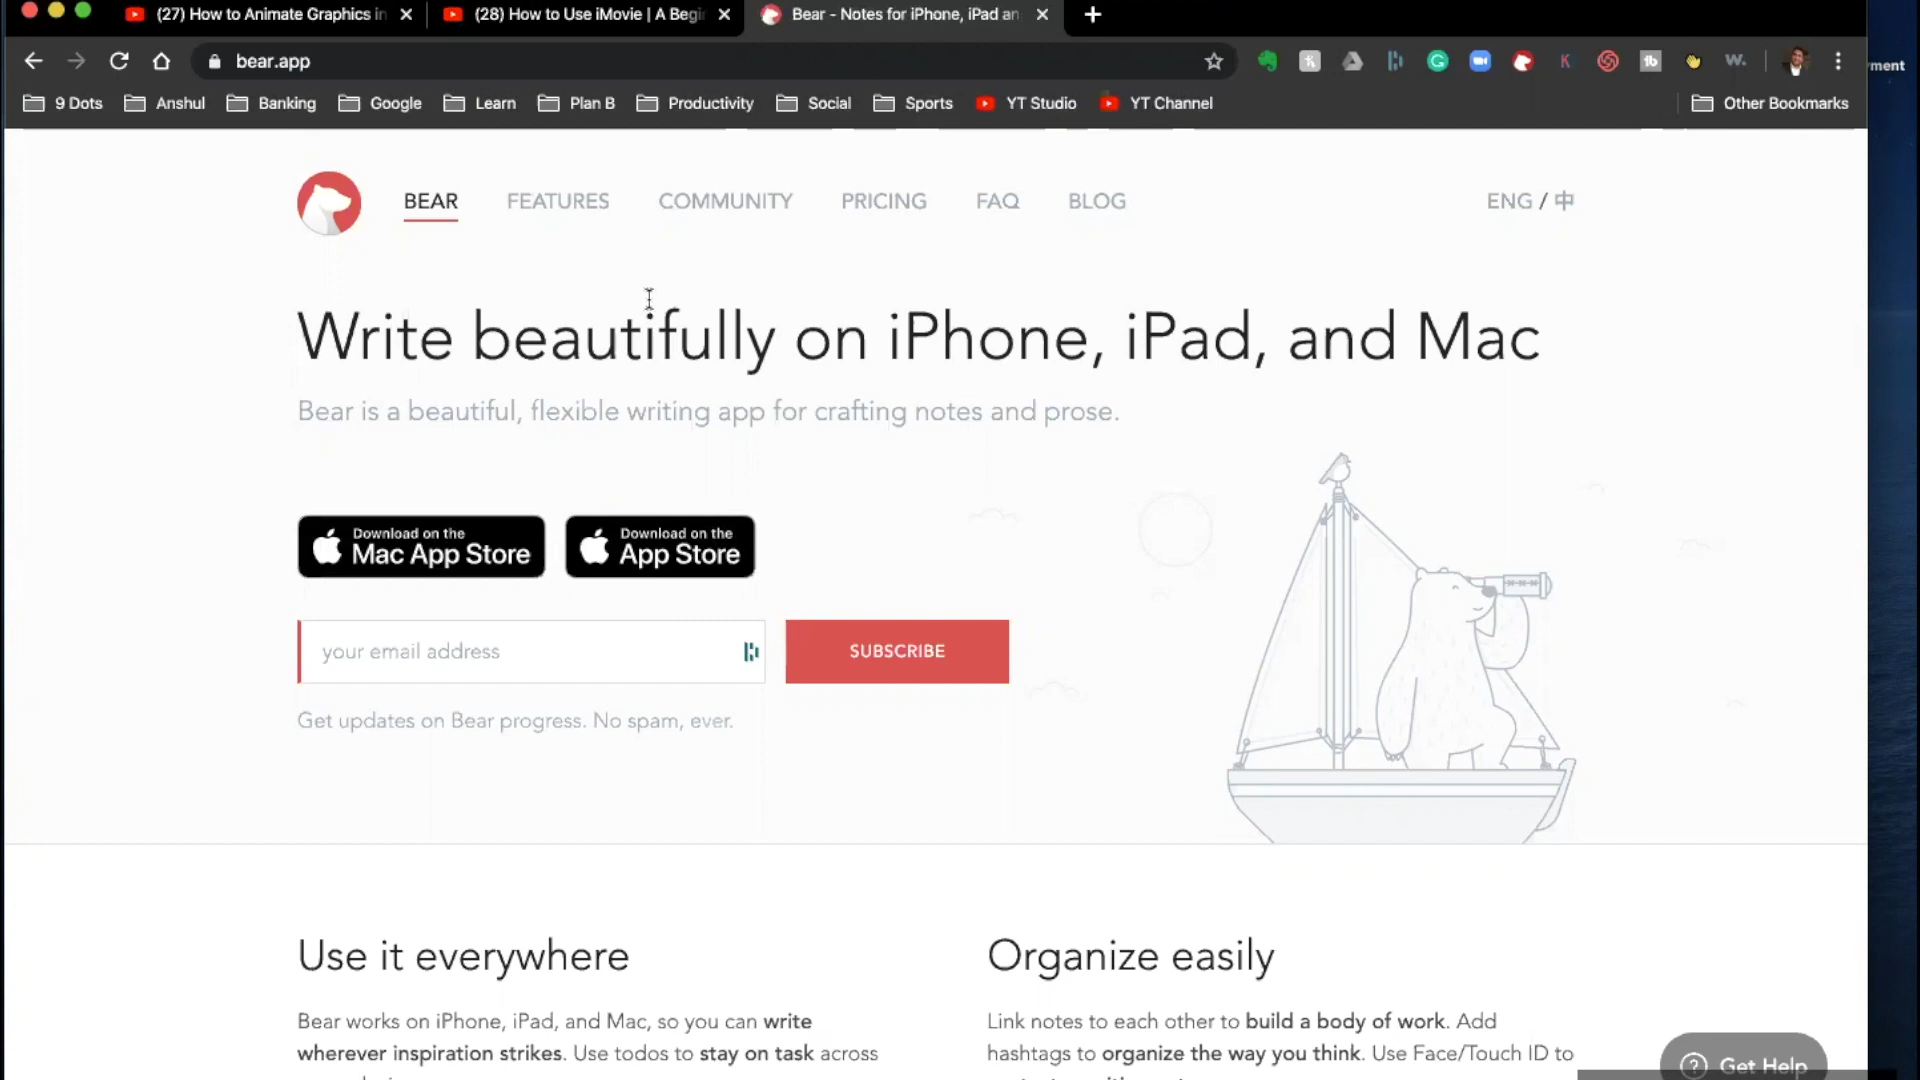 (27) How to Animate Graphics in
(28) How to Use iMovie | A Begi
Bear - Notes for iPhone, iPad an
bear.app
ment
9 Dots
Anshul
Banking
Google
Learn
Plan B
Productivity
Social
Sports
YT Studio
YT Channel
Other Bookmarks
BEAR
FEATURES
COMMUNITY
PRICING
FAQ
BLOG
ENG / 中
Write beautifully on iPhone, iPad, and Mac
Bear is a beautiful, flexible writing app for crafting notes and prose.
Download on the
Mac App Store
Download on the
App Store
your email address
SUBSCRIBE
Get updates on Bear progress. No spam, ever.
Use it everywhere
Bear works on iPhone, iPad, and Mac, so you can write
wherever inspiration strikes. Use todos to stay on task across
Organize easily
Link notes to each other to build a body of work. Add
hashtags to organize the way you think. Use Face/Touch ID to
Get Help